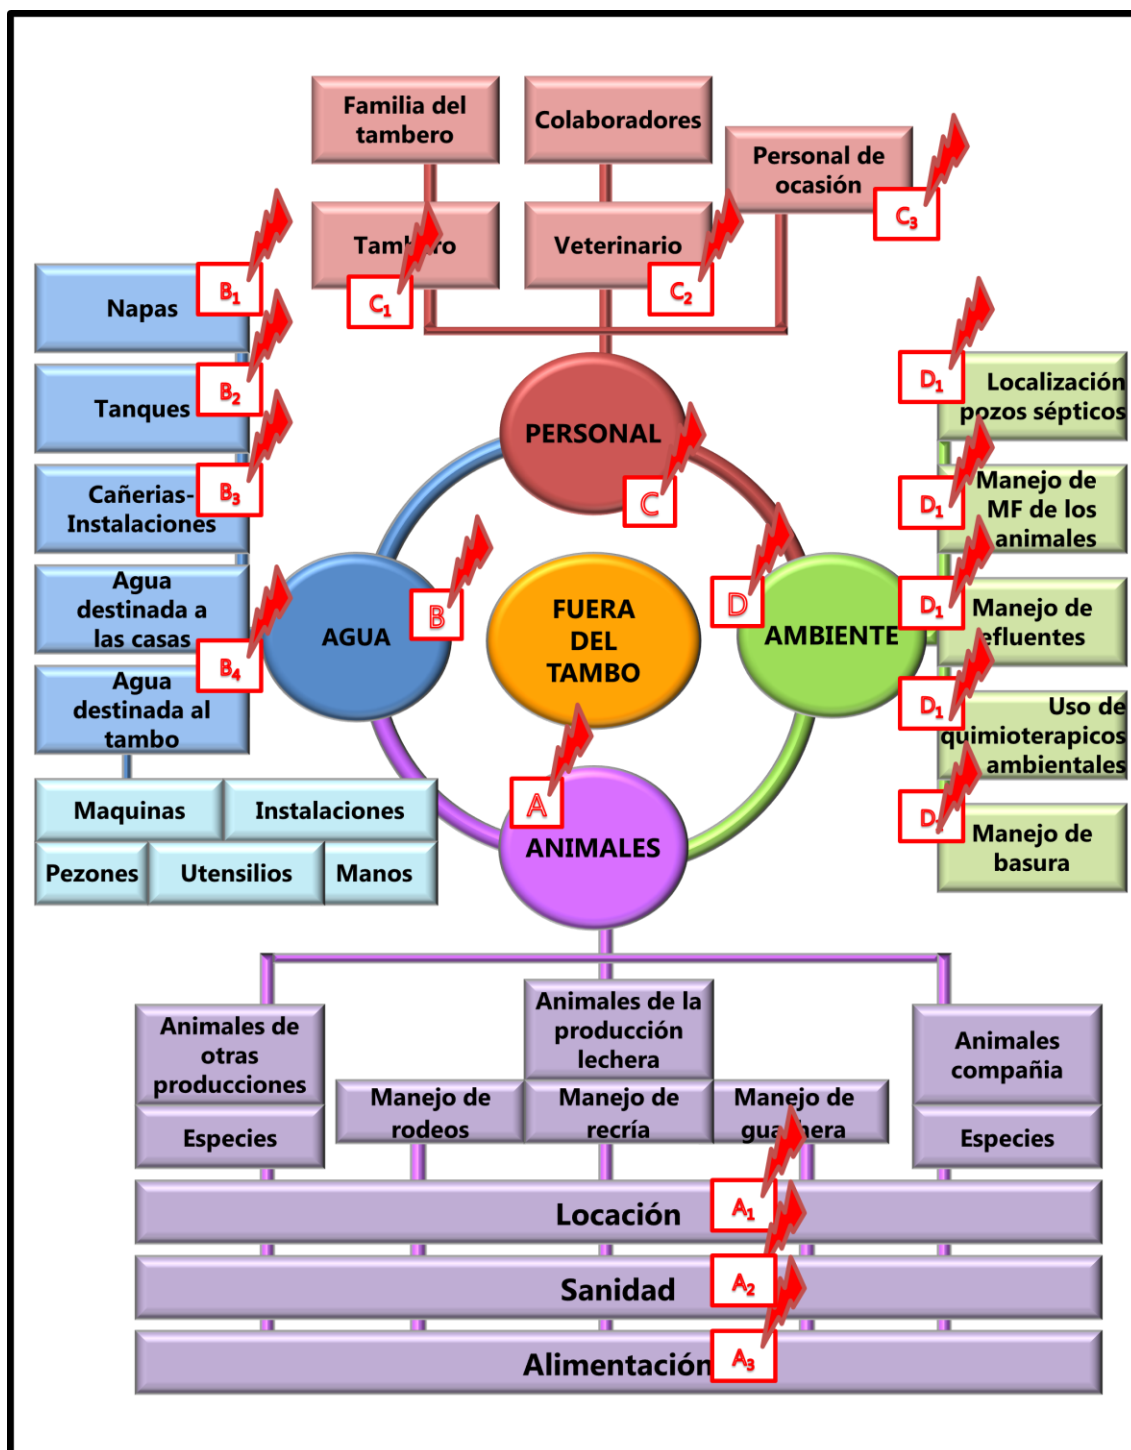 Familia del
tambero
Colaboradores
Personal de
ocasión
C3
Tambero
C1
Veterinario
C2
Napas
B1
Tanques
B2
Cañerias-
Instalaciones
B3
Agua
destinada a
las casas
B4
Agua
destinada al
tambo
Maquinas
Instalaciones
Pezones
Utensilios
Manos
PERSONAL
C
AGUA
B
FUERA
DEL
TAMBO
D
AMBIENTE
A
ANIMALES
D1
Localización
pozos sépticos
D1
Manejo de
MF de los
animales
D1
Manejo de
efluentes
D1
Uso de
quimioterapicos
ambientales
D
Manejo de
basura
Animales de
otras
producciones
Especies
Animales de la
producción
lechera
Manejo de
rodeos
Manejo de
recría
Manejo de
guachera
Animales
compañia
Especies
Locación
A1
Sanidad
A2
Alimentación
A3